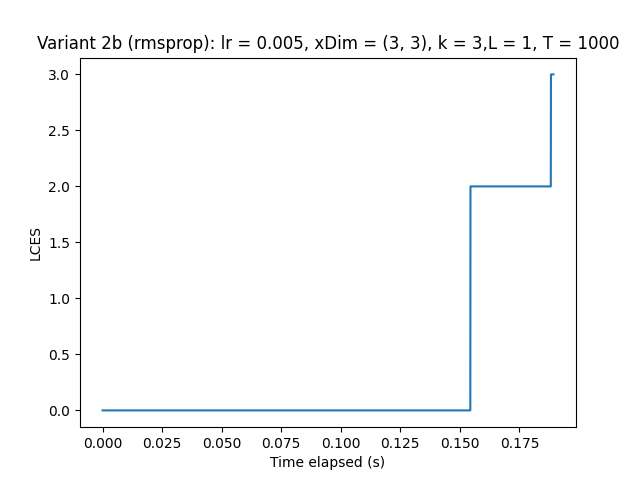 Variant 2b (rmsprop): lr = 0.005, xDim = (3, 3), k = 3,L = 1, T = 1000
3.0
2.5
2.0
1.5
1.0
0.5
0.0
LCES
0.000 0.025 0.050 0.075 0.100 0.125 0.150 0.175
Time elapsed (s)